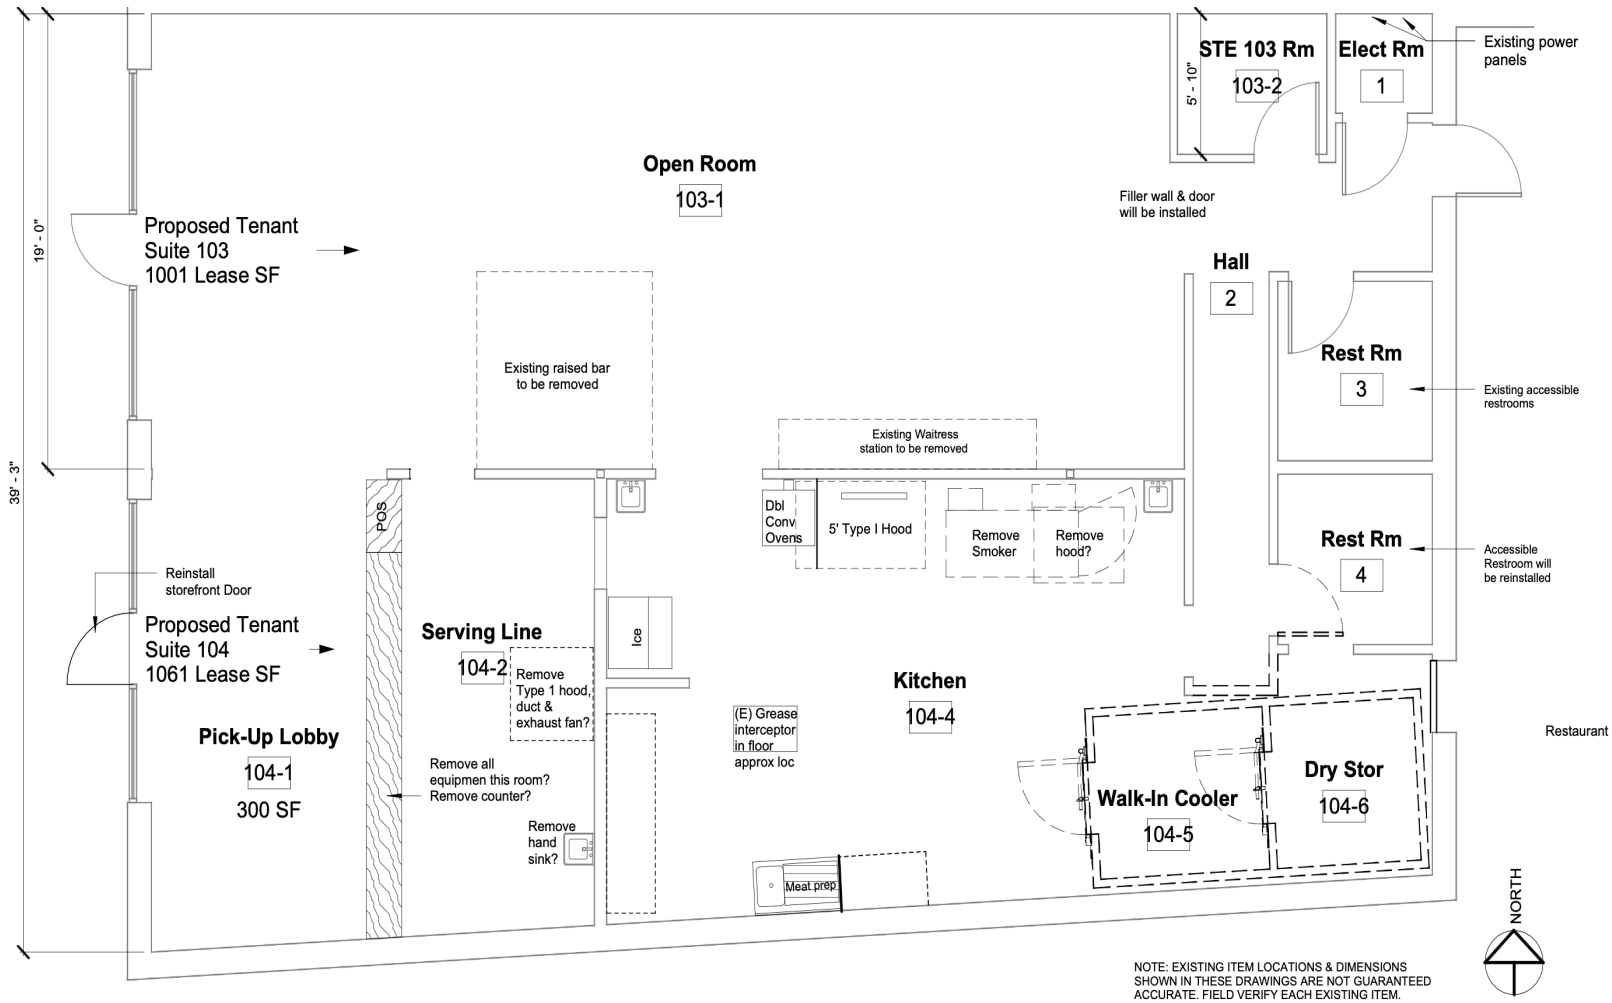 STE 103 Rm
103-2
Elect Rm
1
Existing power
panels
5' - 10"
Open Room
103-1
Filler wall & door
will be installed
19' - 0"
39' - 3"
Proposed Tenant
Suite 103
1001 Lease SF
Hall
2
Existing raised bar
to be removed
Rest Rm
3
Existing accessible
restrooms
Existing Waitress
station to be removed
POS
Dbl
Conv
Ovens
5' Type I Hood
Remove
Smoker
Remove
hood?
Rest Rm
4
Accessible
Restroom will
be reinstalled
Reinstall
storefront Door
Proposed Tenant
Suite 104
1061 Lease SF
Serving Line
104-2
Ice
Remove
Type 1 hood,
duct &
exhaust fan?
Kitchen
104-4
(E) Grease
interceptor
in floor
approx loc
Pick-Up Lobby
104-1
300 SF
Remove all
equipmen this room?
Remove counter?
Remove
hand
sink?
Walk-In Cooler
104-5
Dry Stor
104-6
Restaurant
Meat prep
NORTH
NOTE: EXISTING ITEM LOCATIONS & DIMENSIONS
SHOWN IN THESE DRAWINGS ARE NOT GUARANTEED
ACCURATE. FIELD VERIFY EACH EXISTING ITEM.